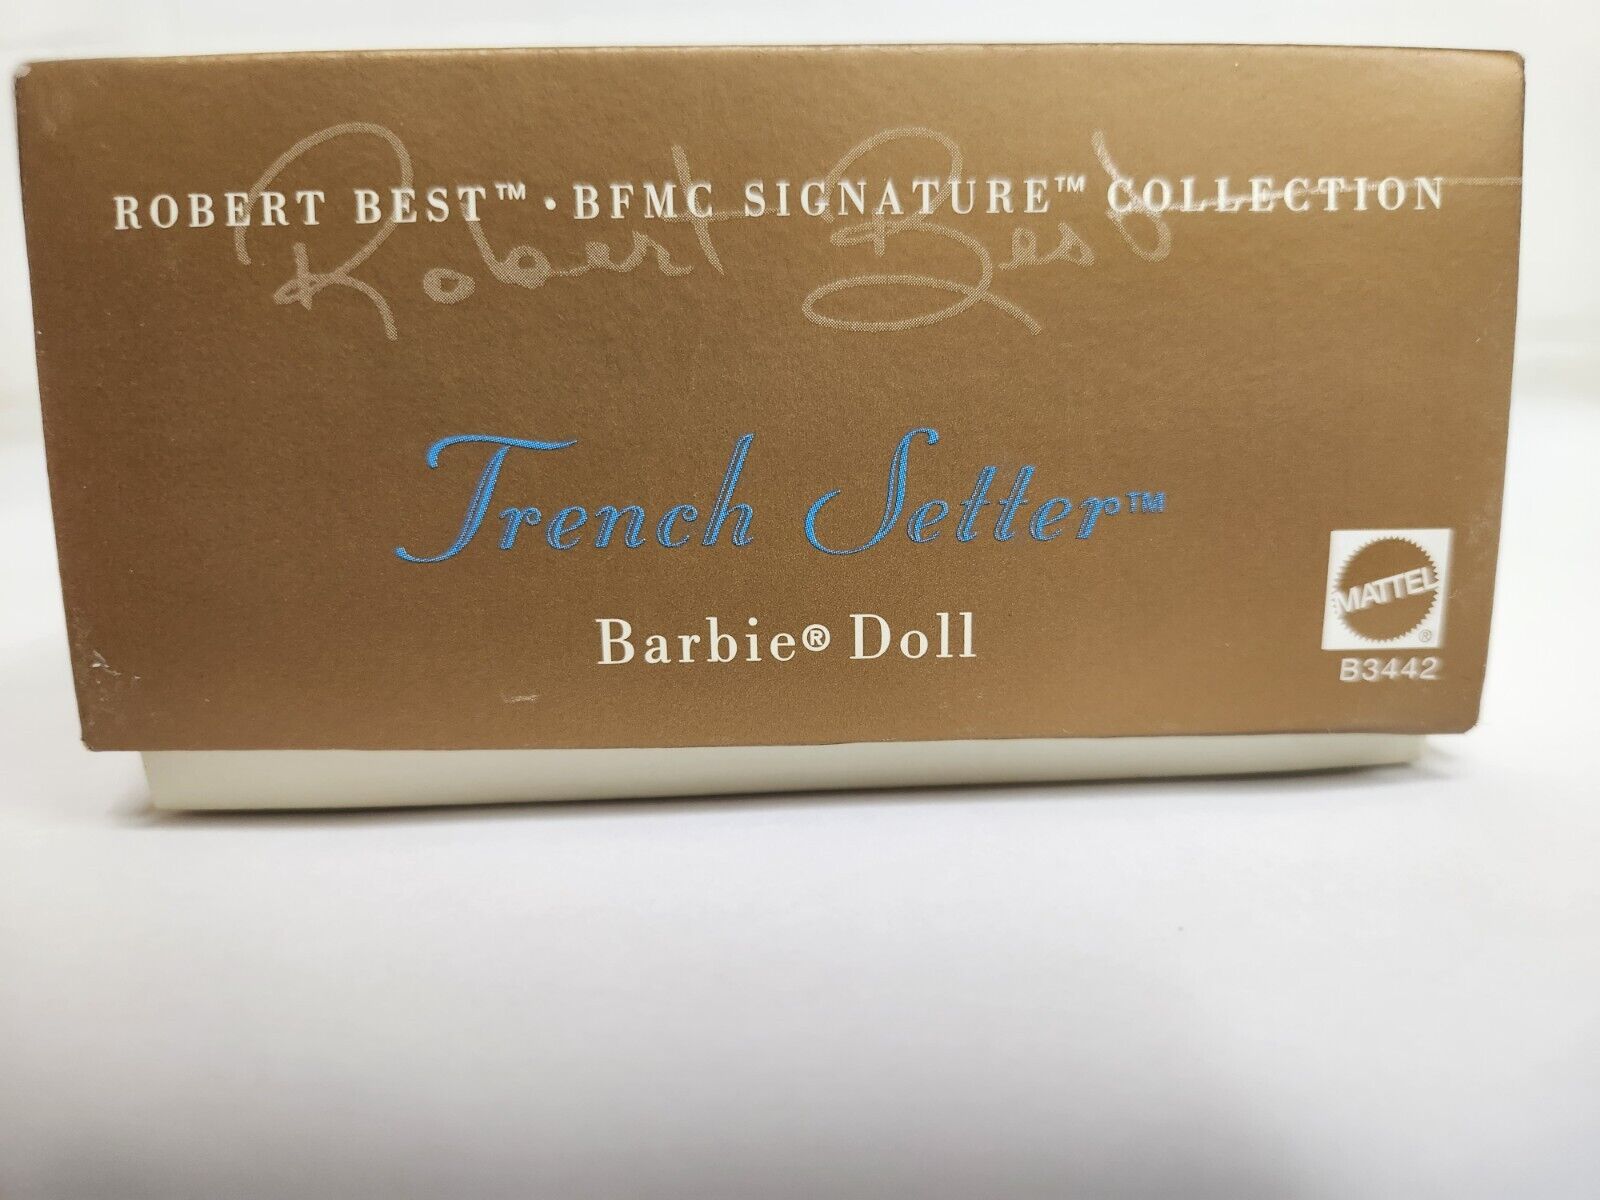 ROBERT BEST™ • BFMC SIGNATURE™ COLLECTION
Robert Best
Trench Setter™
Barbie® Doll
MATTEL®
B3442